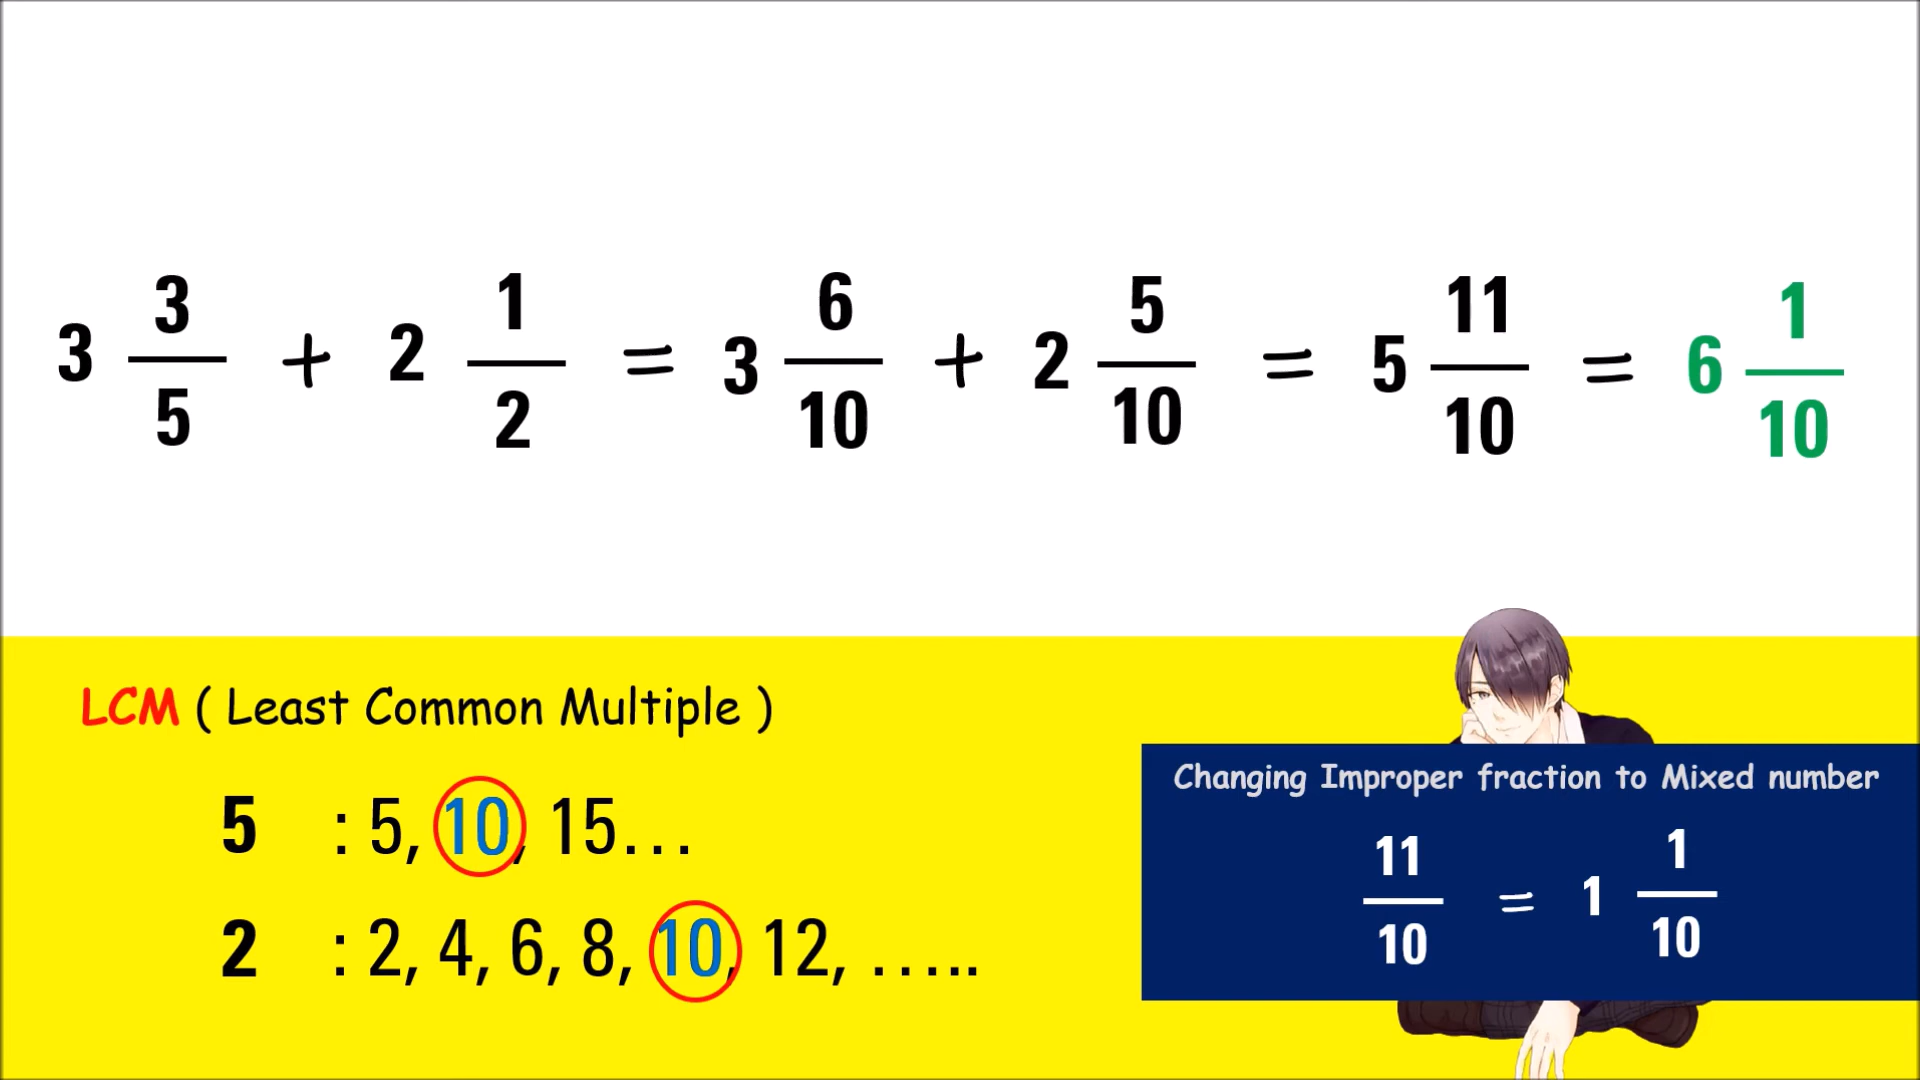 3 3/5 + 2 1/2 = 3 6/10 + 2 5/10 = 5 11/10 = 6 1/10
LCM ( Least Common Multiple )
5 : 5, 10, 15...
2 : 2, 4, 6, 8, 10, 12, .....
Changing Improper fraction to Mixed number
11/10 = 1 1/10